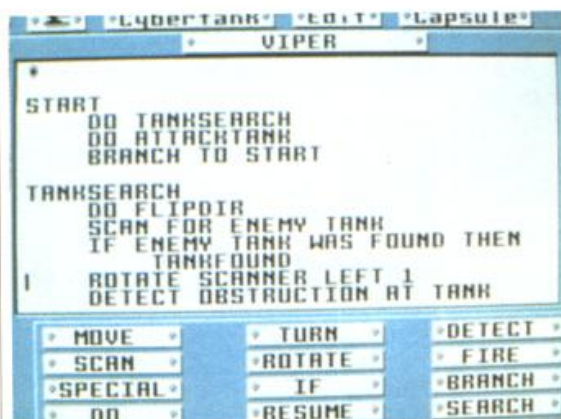 Cybertank Edit Capsule
VIPER
*
START
DO TANKSEARCH
DO ATTACKTANK
BRANCH TO START
TANKSEARCH
DO FLIPDIR
SCAN FOR ENEMY TANK
IF ENEMY TANK WAS FOUND THEN
TANKFOUND
ROTATE SCANNER LEFT 1
DETECT OBSTRUCTION AT TANK
MOVE TURN DETECT
SCAN ROTATE FIRE
SPECIAL IF BRANCH
DO RESUME SEARCH